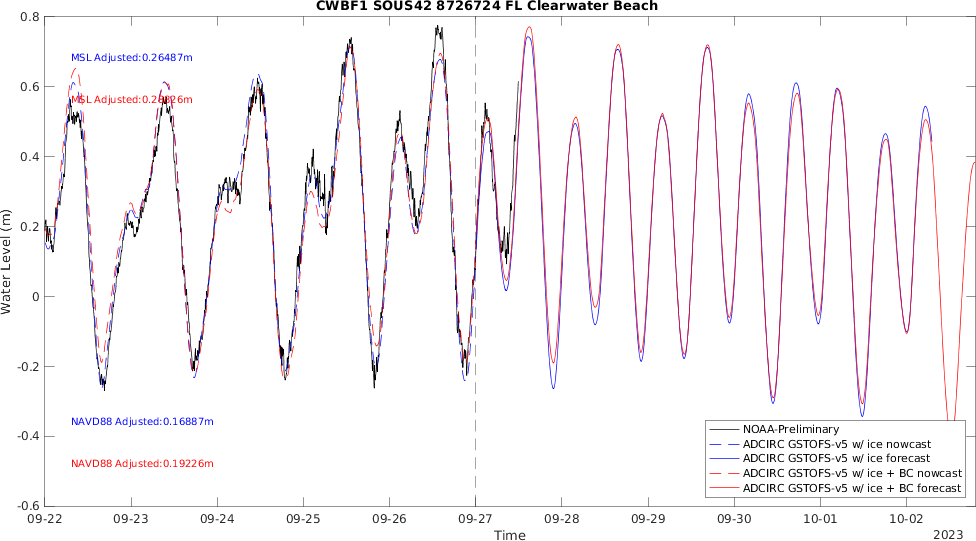 CWBF1 SOUS42 8726724 FL Clearwater Beach
Water Level (m)
0.8
0.6
0.4
0.2
0
-0.2
-0.4
-0.6
MSL Adjusted:0.26487m
MSL Adjusted:
NAVD88 Adjusted:0.16887m
NAVD88 Adjusted:0.19226m
NOAA-Preliminary
ADCIRC GSTOFS-v5 w/ ice nowcast
ADCIRC GSTOFS-v5 w/ ice forecast
ADCIRC GSTOFS-v5 w/ ice + BC nowcast
ADCIRC GSTOFS-v5 w/ ice + BC forecast
09-22 09-23 09-24 09-25 09-26 09-27 09-28 09-29 09-30 10-01 10-02
Time
2023